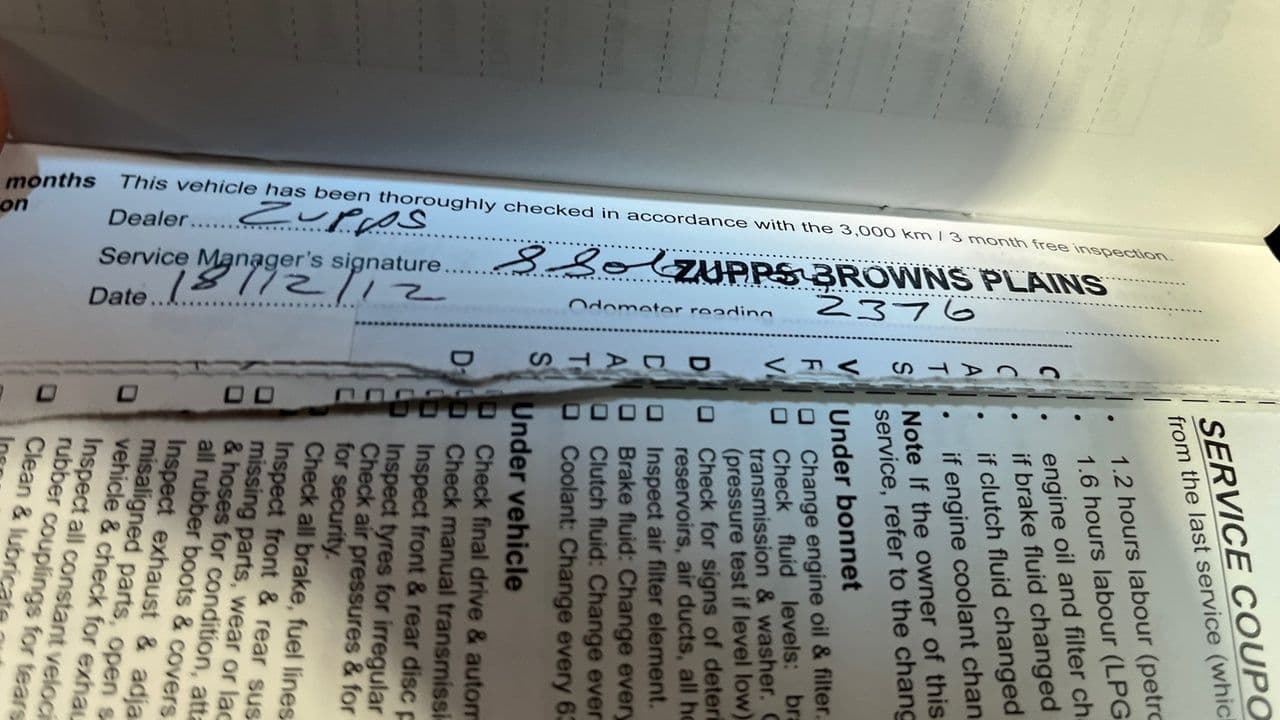 months
on
This vehicle has been thoroughly checked in accordance with the 3,000 km / 3 month free inspection.
Dealer Zupps
Service Manager's signature
ZUPPS BROWNS PLAINS
Date 18/12/12
Odometer reading 2376
SERVICE COUPO
from the last service (whic
• 1.2 hours labour (petro
• 1.6 hours labour (LPG
• engine oil and filter ch
• if brake fluid changed
• if clutch fluid changed
• if engine coolant chan
Note If the owner of this
service, refer to the chang
Under bonnet
Change engine oil & filter.
Check fluid levels: bra
transmission & washer.
(pressure test if level low)
Check for signs of deteri
reservoirs, air ducts, all ho
Inspect air filter element.
Brake fluid: Change every
Clutch fluid: Change ever
Coolant: Change every 6
Under vehicle
Check final drive & autom
Check manual transmissi
Inspect front & rear disc p
Inspect tyres for irregular
Check air pressures & for
for security.
Check all brake, fuel lines
Inspect front & rear sus
missing parts, wear or lac
& hoses for condition, atta
all rubber boots & covers
Inspect exhaust & adja
misaligned parts, open s
vehicle & check for exhau
Inspect all constant veloci
rubber couplings for tears
Clean & lubricate